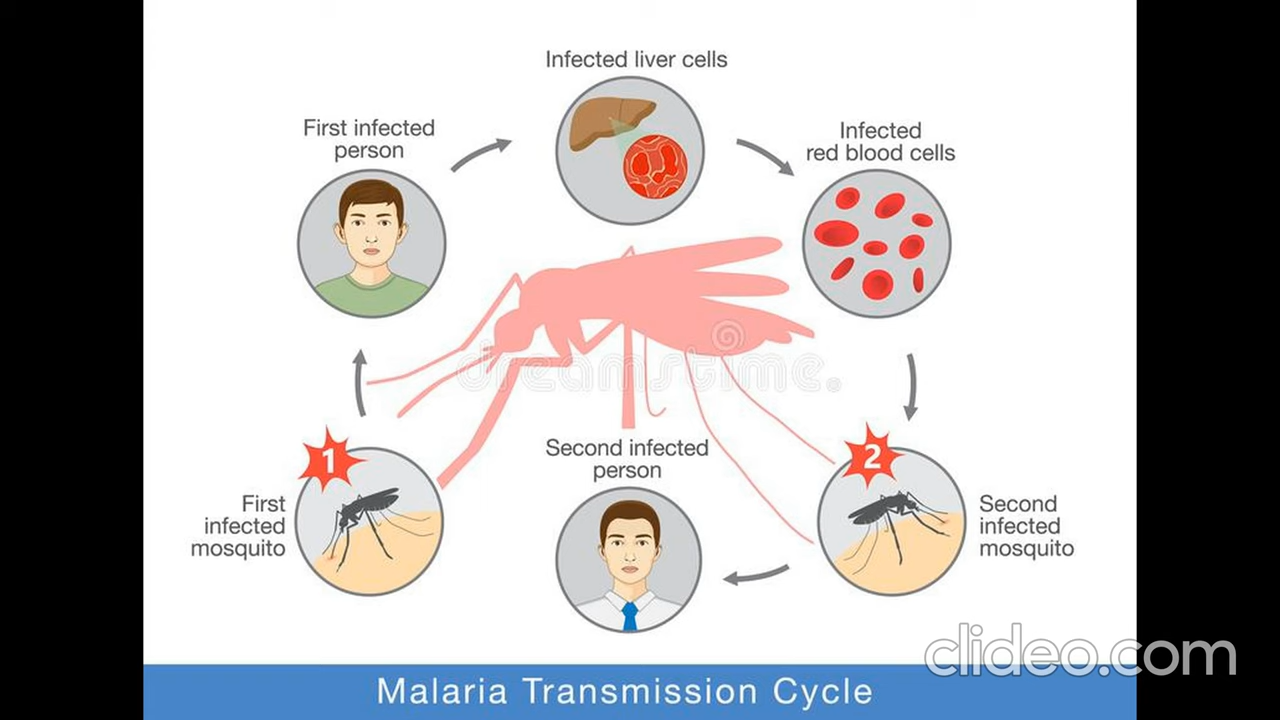 Infected liver cells
First infected
person
Infected
red blood cells
dreamstime.
1
2
Second infected
person
First
infected
mosquito
Second
infected
mosquito
clideo.com
Malaria Transmission Cycle